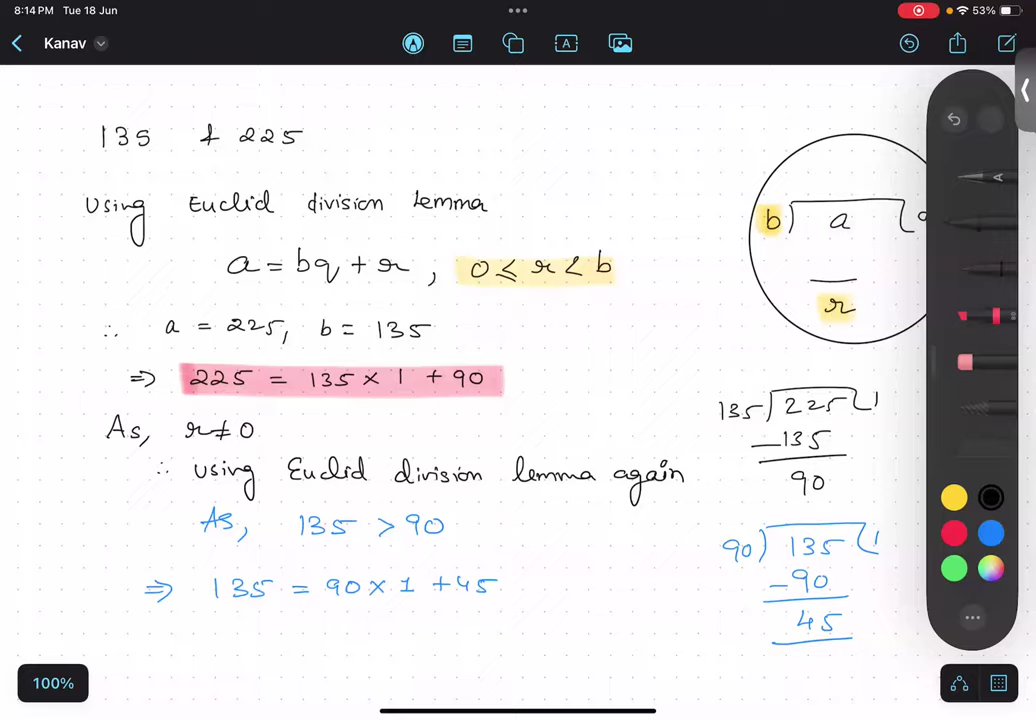 8:14 PM Tue 18 Jun
53%
Kanav
A
135 & 225
Using Euclid division lemma
a = bq + r, 0 ≤ r < b
∴ a = 225, b = 135
⇒ 225 = 135 × 1 + 90
As, r ≠ 0
∴ using Euclid division lemma again
As, 135 > 90
⇒ 135 = 90 × 1 + 45
b) a (
r
135) 225 (1
-135
90
90) 135 (1
-90
45
A
100%